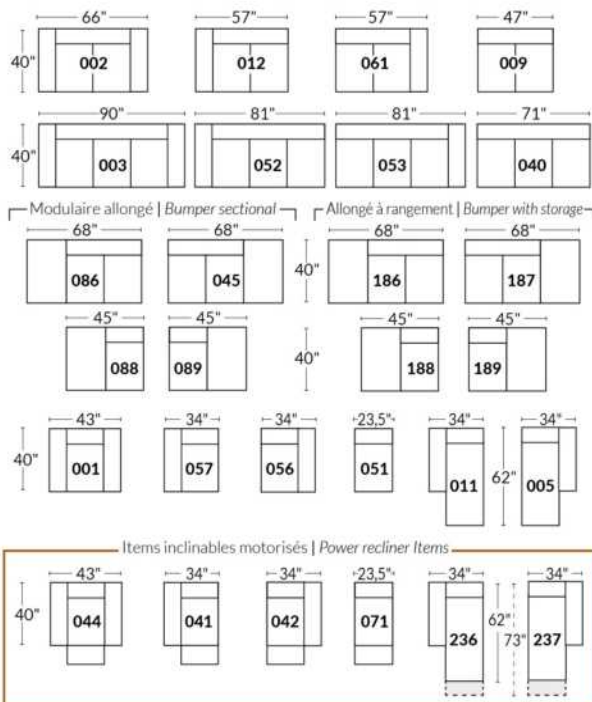 66" 57" 57" 47"
40" 002 012 061 009
90" 81" 81" 71"
40" 003 052 053 040
Modulaire allongé | Bumper sectional Allongé à rangement | Bumper with storage
68" 68" 68" 68"
086 045 40" 186 187
45" 45" 45" 45"
088 089 40" 188 189
43" 34" 34" 23,5" 34" 34"
40" 001 057 056 051 011 62" 005
Items inclinables motorisés | Power recliner Items
43" 34" 34" 23,5" 34" 34"
40" 044 041 042 071 236 62" 73" 237